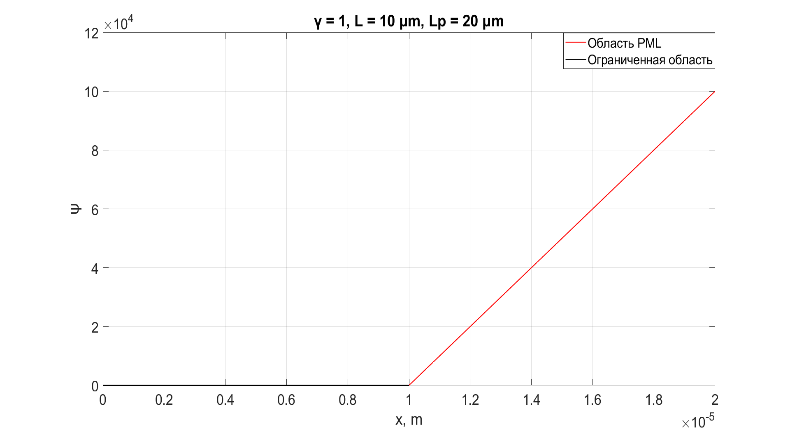 γ = 1, L = 10 μm, Lp = 20 μm
×10⁴
12
10
8
6
4
2
0
ψ
Область PML
Ограниченная область
0 0.2 0.4 0.6 0.8 1 1.2 1.4 1.6 1.8 2
x, m
×10⁻⁵